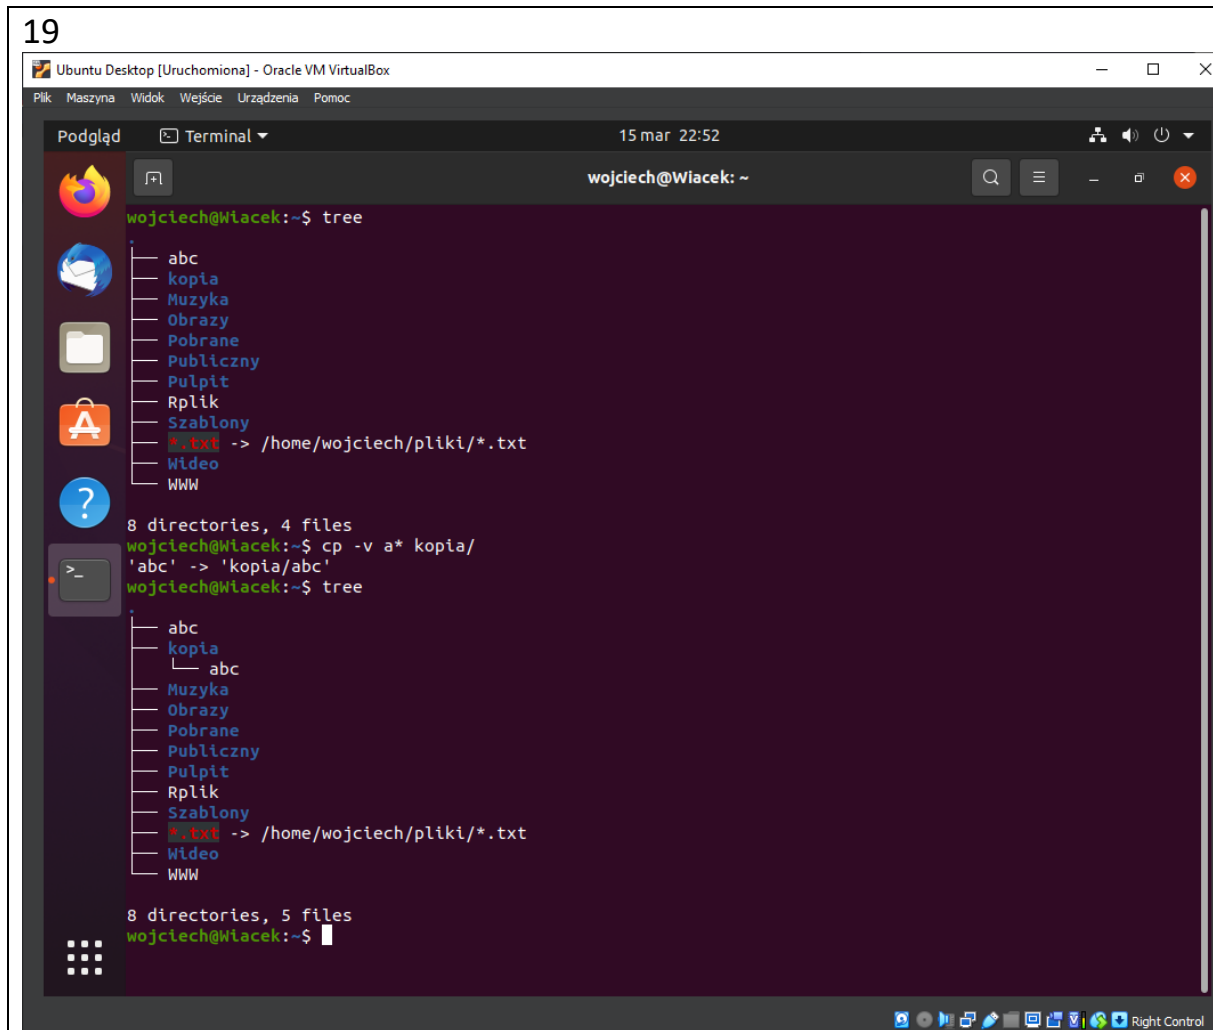 19
Ubuntu Desktop [Uruchomiona] - Oracle VM VirtualBox
Plik Maszyna Widok Wejście Urządzenia Pomoc
Podgląd Terminal 15 mar 22:52
wojciech@Wiacek: ~
wojciech@Wiacek:~$ tree
.
├── abc
├── kopia
├── Muzyka
├── Obrazy
├── Pobrane
├── Publiczny
├── Pulpit
├── Rplik
├── Szablony
├── *.txt -> /home/wojciech/pliki/*.txt
├── Wideo
└── WWW
8 directories, 4 files
wojciech@Wiacek:~$ cp -v a* kopia/
'abc' -> 'kopia/abc'
wojciech@Wiacek:~$ tree
.
├── abc
├── kopia
│   └── abc
├── Muzyka
├── Obrazy
├── Pobrane
├── Publiczny
├── Pulpit
├── Rplik
├── Szablony
├── *.txt -> /home/wojciech/pliki/*.txt
├── Wideo
└── WWW
8 directories, 5 files
wojciech@Wiacek:~$
Right Control